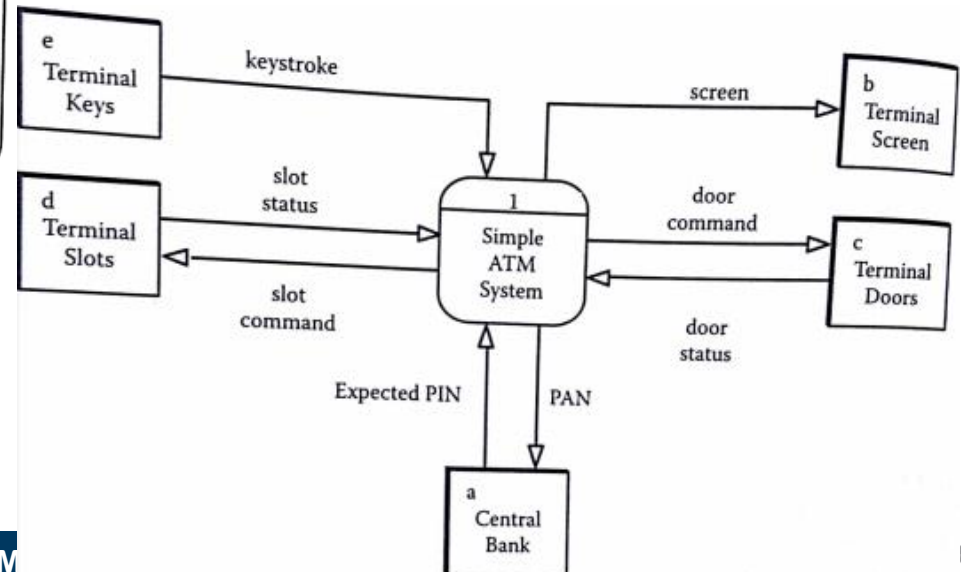 e
Terminal
Keys
keystroke
screen
b
Terminal
Screen
d
Terminal
Slots
slot
status
slot
command
1
Simple
ATM
System
door
command
c
Terminal
Doors
door
status
Expected PIN
PAN
a
Central
Bank
M